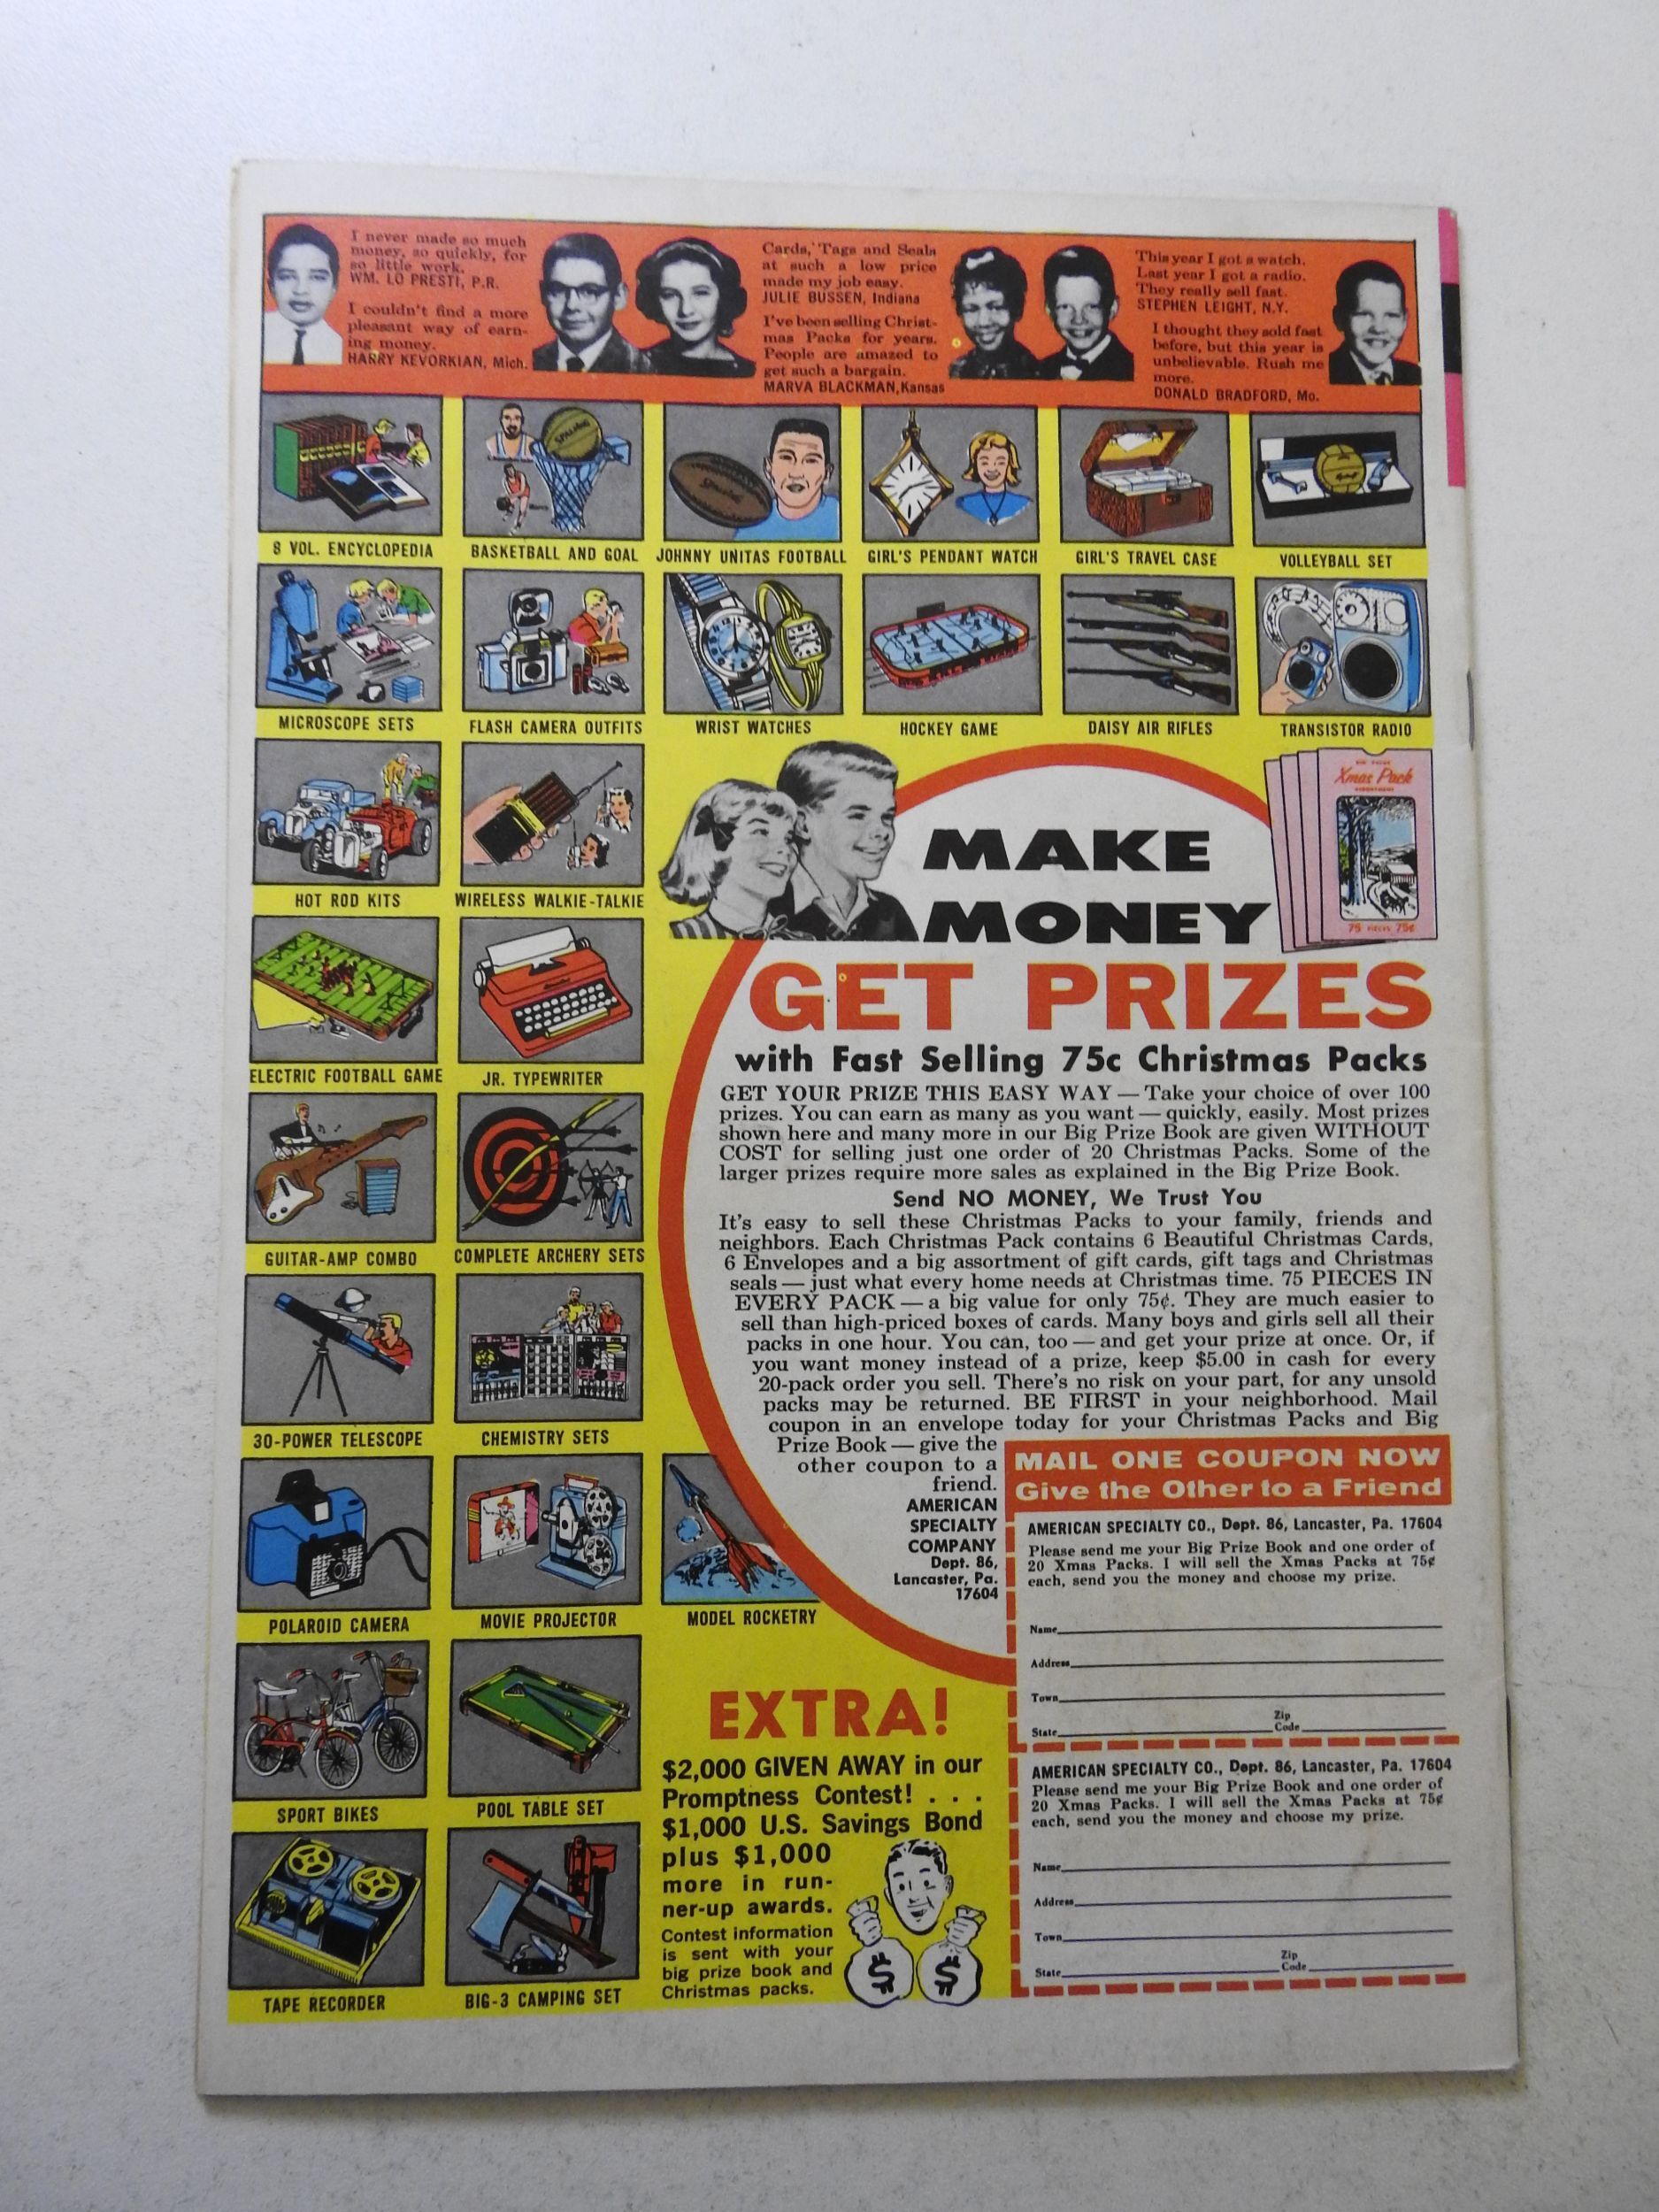 I never made so much
money, so quickly, for
so little work.
WM. LO PRESTI, P.R.
I couldn't find a more
pleasant way of earn-
ing money.
HARRY KEVORKIAN, Mich.
Cards, Tags and Seals
at such a low price
made my job easy.
JULIE BUSSEN, Indiana
I've been selling Christ-
mas Packs for years.
People are amazed to
get such a bargain.
MARVA BLACKMAN, Kansas
This year I got a watch.
Last year I got a radio.
They really sell fast.
STEPHEN LEIGHT, N.Y.
I thought they sold fast
before, but this year is
unbelievable. Rush me
more.
DONALD BRADFORD, Mo.
SPALDING
8 VOL. ENCYCLOPEDIA
BASKETBALL AND GOAL
JOHNNY UNITAS FOOTBALL
GIRL'S PENDANT WATCH
GIRL'S TRAVEL CASE
VOLLEYBALL SET
MICROSCOPE SETS
FLASH CAMERA OUTFITS
WRIST WATCHES
HOCKEY GAME
DAISY AIR RIFLES
TRANSISTOR RADIO
HOT ROD KITS
WIRELESS WALKIE-TALKIE
ELECTRIC FOOTBALL GAME
JR. TYPEWRITER
GUITAR-AMP COMBO
COMPLETE ARCHERY SETS
30-POWER TELESCOPE
CHEMISTRY SETS
POLAROID CAMERA
MOVIE PROJECTOR
MODEL ROCKETRY
SPORT BIKES
POOL TABLE SET
TAPE RECORDER
BIG-3 CAMPING SET
Xmas Pack
75 PIECES 75¢
MAKE
MONEY
GET PRIZES
with Fast Selling 75c Christmas Packs
GET YOUR PRIZE THIS EASY WAY — Take your choice of over 100
prizes. You can earn as many as you want — quickly, easily. Most prizes
shown here and many more in our Big Prize Book are given WITHOUT
COST for selling just one order of 20 Christmas Packs. Some of the
larger prizes require more sales as explained in the Big Prize Book.
Send NO MONEY, We Trust You
It's easy to sell these Christmas Packs to your family, friends and
neighbors. Each Christmas Pack contains 6 Beautiful Christmas Cards,
6 Envelopes and a big assortment of gift cards, gift tags and Christmas
seals — just what every home needs at Christmas time. 75 PIECES IN
EVERY PACK — a big value for only 75¢. They are much easier to
sell than high-priced boxes of cards. Many boys and girls sell all their
packs in one hour. You can, too — and get your prize at once. Or, if
you want money instead of a prize, keep $5.00 in cash for every
20-pack order you sell. There's no risk on your part, for any unsold
packs may be returned. BE FIRST in your neighborhood. Mail
coupon in an envelope today for your Christmas Packs and Big
Prize Book — give the
other coupon to a
friend.
AMERICAN
SPECIALTY
COMPANY
Dept. 86,
Lancaster, Pa.
17604
MAIL ONE COUPON NOW
Give the Other to a Friend
AMERICAN SPECIALTY CO., Dept. 86, Lancaster, Pa. 17604
Please send me your Big Prize Book and one order of
20 Xmas Packs. I will sell the Xmas Packs at 75¢
each, send you the money and choose my prize.
Name
Address
Town
State Zip Code
AMERICAN SPECIALTY CO., Dept. 86, Lancaster, Pa. 17604
Please send me your Big Prize Book and one order of
20 Xmas Packs. I will sell the Xmas Packs at 75¢
each, send you the money and choose my prize.
Name
Address
Town
State Zip Code
EXTRA!
$2,000 GIVEN AWAY in our
Promptness Contest! . . .
$1,000 U.S. Savings Bond
plus $1,000
more in run-
ner-up awards.
Contest information
is sent with your
big prize book and
Christmas packs.
$ $